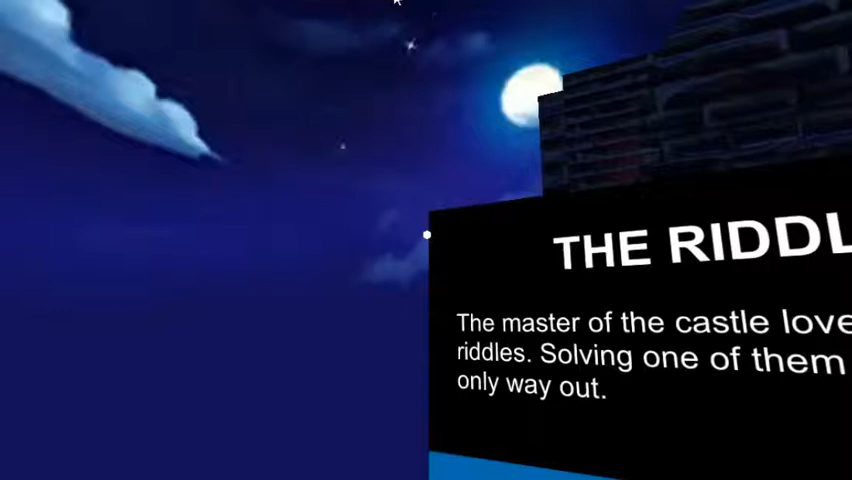 THE RIDDL
The master of the castle love
riddles. Solving one of them
only way out.